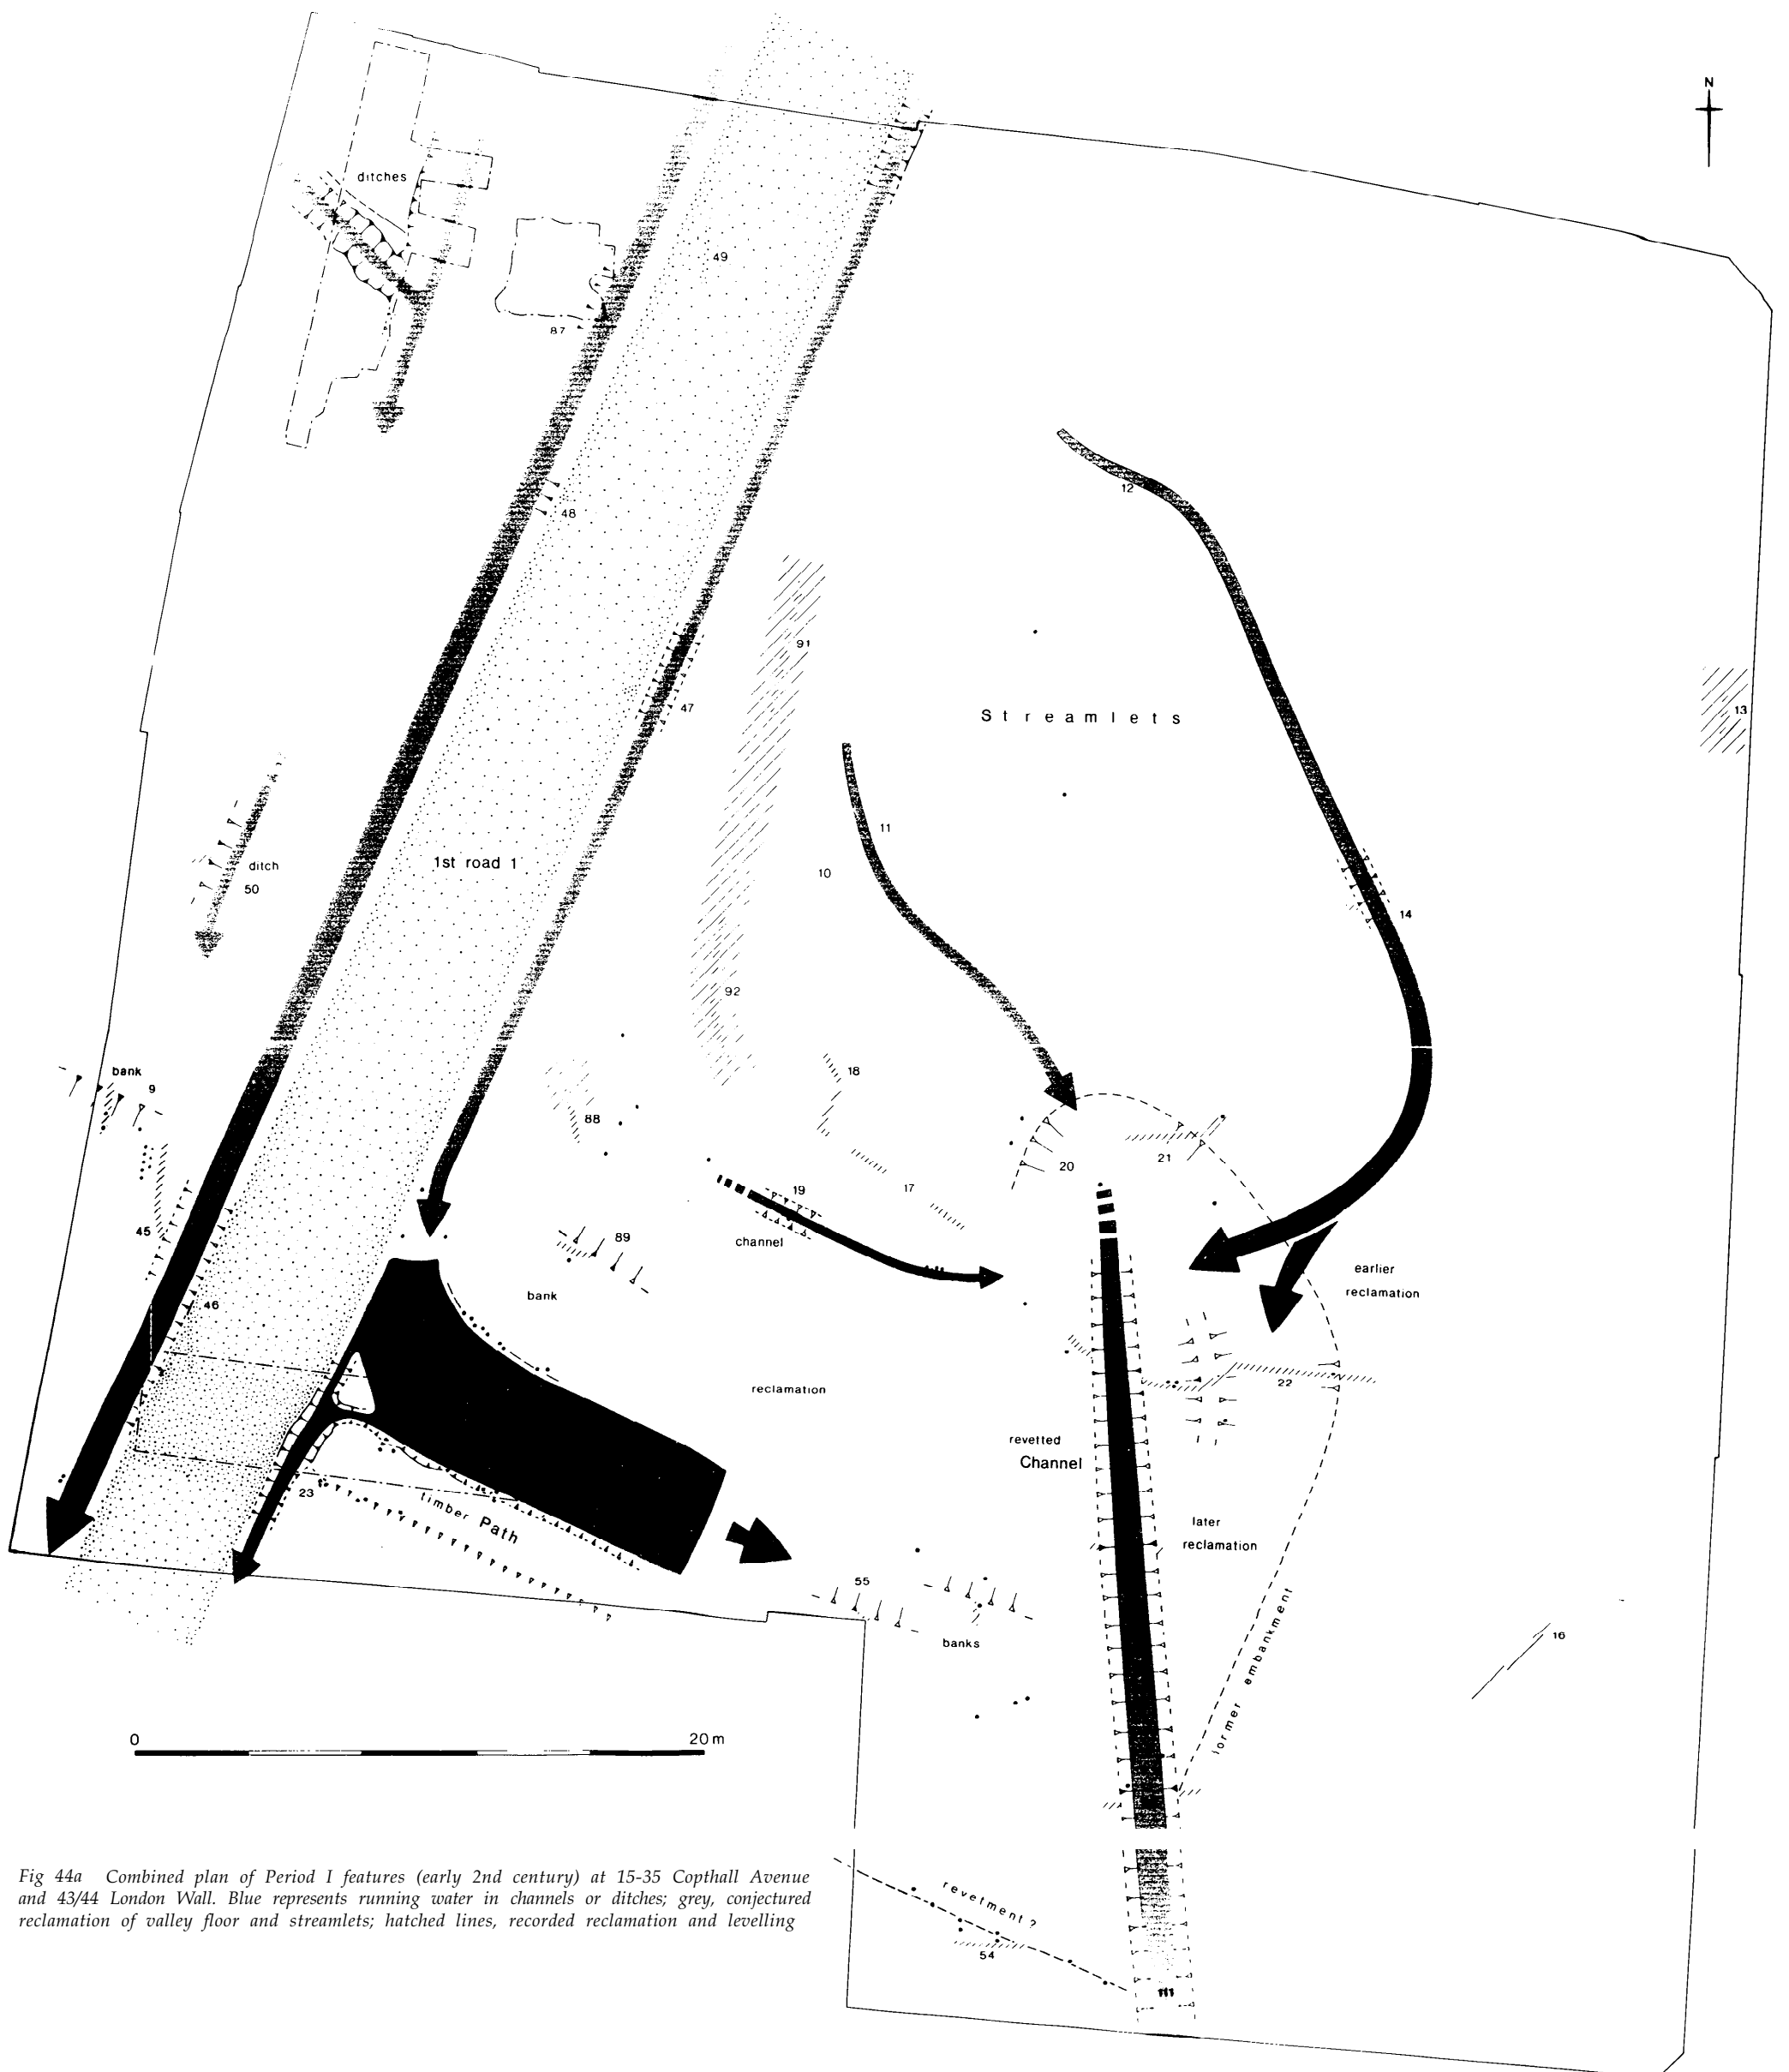 N
ditches
49
87
12
48
91
47
13
Streamlets
11
1st road 1
ditch
50
10
14
92
bank
9
18
88
20
21
17
19
45
89
channel
earlier
reclamation
bank
46
22
reclamation
revetted
Channel
23
timber Path
later
reclamation
55
banks
former embankment
16
0
20 m
Fig 44a Combined plan of Period I features (early 2nd century) at 15-35 Copthall Avenue
and 43/44 London Wall. Blue represents running water in channels or ditches; grey, conjectured
reclamation of valley floor and streamlets; hatched lines, recorded reclamation and levelling
revetment?
54